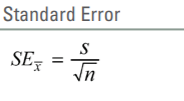 Standard Error
SE_x̅ = s/√n